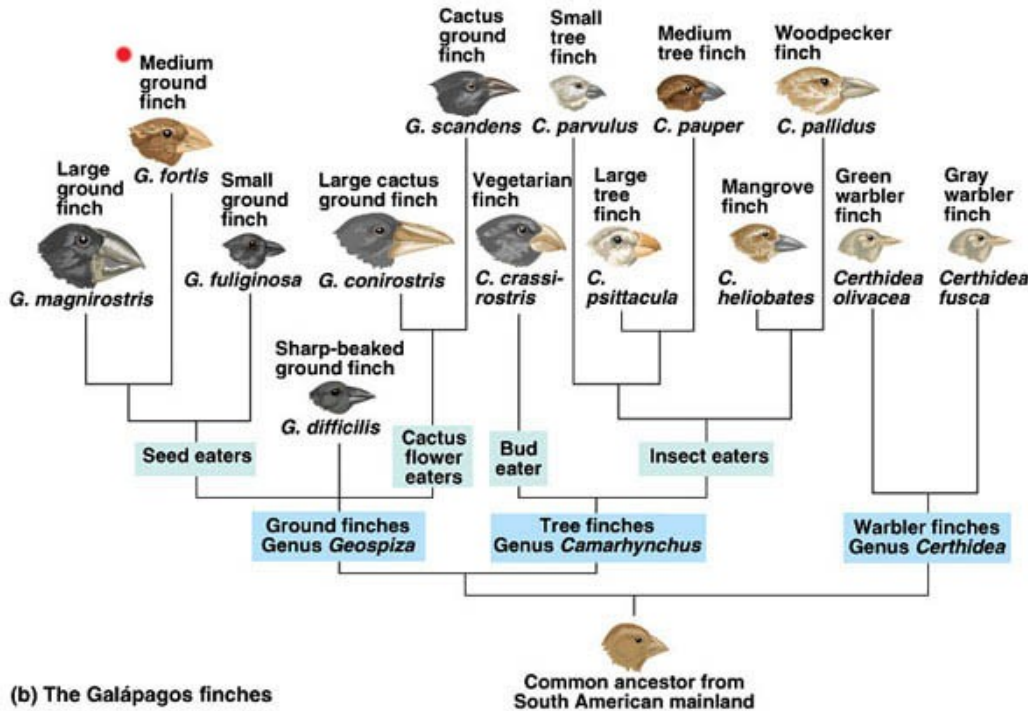 Cactus
ground
finch
G. scandens
Small
tree
finch
C. parvulus
Medium
tree finch
C. pauper
Woodpecker
finch
C. pallidus
Medium
ground
finch
G. fortis
Large
ground
finch
G. magnirostris
Small
ground
finch
G. fuliginosa
Large cactus
ground finch
G. conirostris
Vegetarian
finch
C. crassi-
rostris
Large
tree
finch
C.
psittacula
Mangrove
finch
C.
heliobates
Green
warbler
finch
Certhidea
olivacea
Gray
warbler
finch
Certhidea
fusca
Sharp-beaked
ground finch
G. difficilis
Seed eaters
Cactus
flower
eaters
Bud
eater
Insect eaters
Ground finches
Genus Geospiza
Tree finches
Genus Camarhynchus
Warbler finches
Genus Certhidea
Common ancestor from
South American mainland
(b) The Galápagos finches